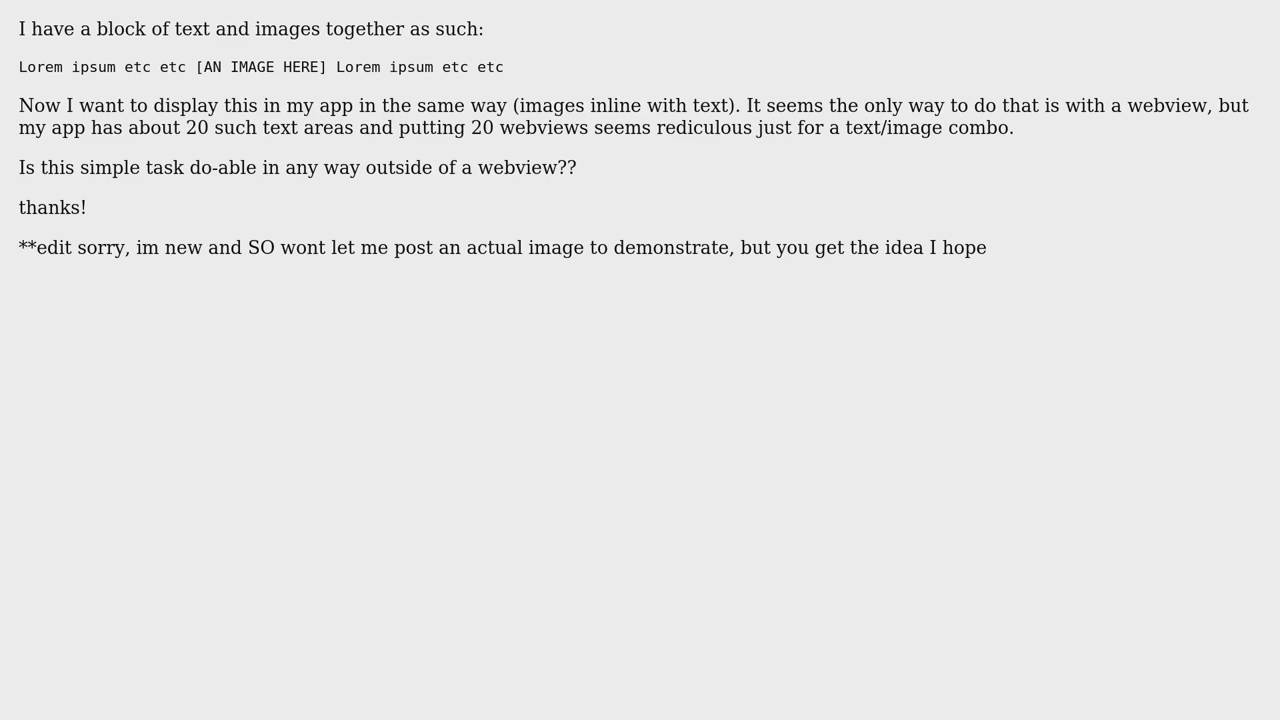 I have a block of text and images together as such:
Lorem ipsum etc etc [AN IMAGE HERE] Lorem ipsum etc etc
Now I want to display this in my app in the same way (images inline with text). It seems the only way to do that is with a webview, but
my app has about 20 such text areas and putting 20 webviews seems rediculous just for a text/image combo.
Is this simple task do-able in any way outside of a webview??
thanks!
**edit sorry, im new and SO wont let me post an actual image to demonstrate, but you get the idea I hope